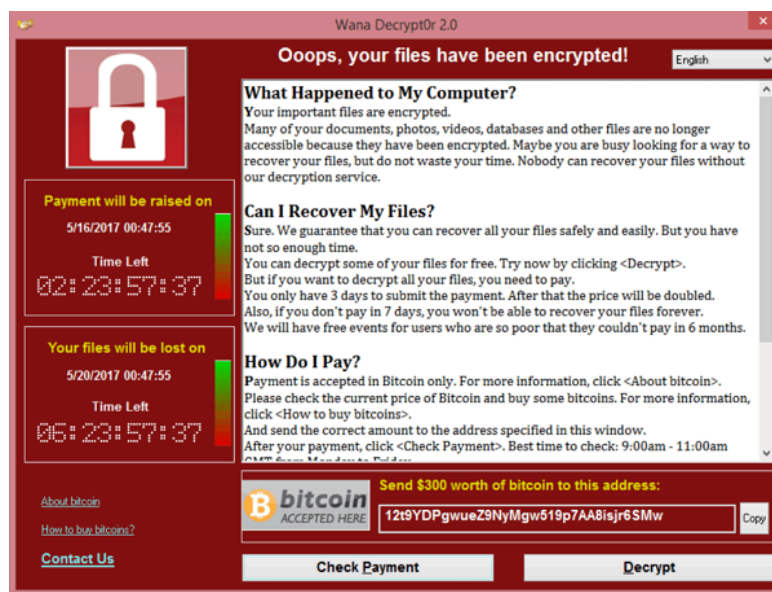 Wana Decrypt0r 2.0
Ooops, your files have been encrypted!
English
What Happened to My Computer?
Your important files are encrypted.
Many of your documents, photos, videos, databases and other files are no longer
accessible because they have been encrypted. Maybe you are busy looking for a way to
recover your files, but do not waste your time. Nobody can recover your files without
our decryption service.
Can I Recover My Files?
Sure. We guarantee that you can recover all your files safely and easily. But you have
not so enough time.
You can decrypt some of your files for free. Try now by clicking <Decrypt>.
But if you want to decrypt all your files, you need to pay.
You only have 3 days to submit the payment. After that the price will be doubled.
Also, if you don't pay in 7 days, you won't be able to recover your files forever.
We will have free events for users who are so poor that they couldn't pay in 6 months.
How Do I Pay?
Payment is accepted in Bitcoin only. For more information, click <About bitcoin>.
Please check the current price of Bitcoin and buy some bitcoins. For more information,
click <How to buy bitcoins>.
And send the correct amount to the address specified in this window.
After your payment, click <Check Payment>. Best time to check: 9:00am - 11:00am
GMT from Monday to Friday.
Payment will be raised on
5/16/2017 00:47:55
Time Left
02:23:57:37
Your files will be lost on
5/20/2017 00:47:55
Time Left
06:23:57:37
About bitcoin
How to buy bitcoins?
Contact Us
bitcoin
ACCEPTED HERE
Send $300 worth of bitcoin to this address:
12t9YDPgwueZ9NyMgw519p7AA8isjr6SMw
Copy
Check Payment
Decrypt